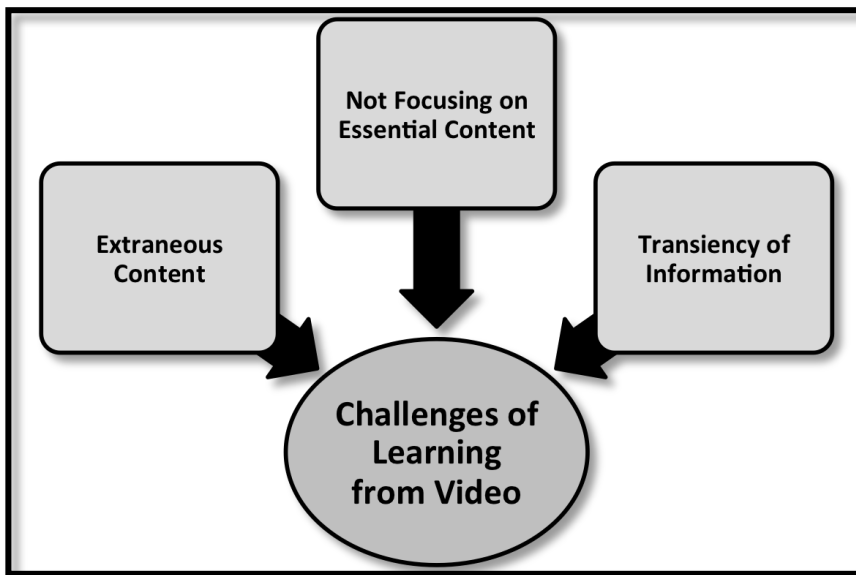 Not Focusing on
Essential Content
Extraneous
Content
Transiency of
Information
Challenges of
Learning
from Video